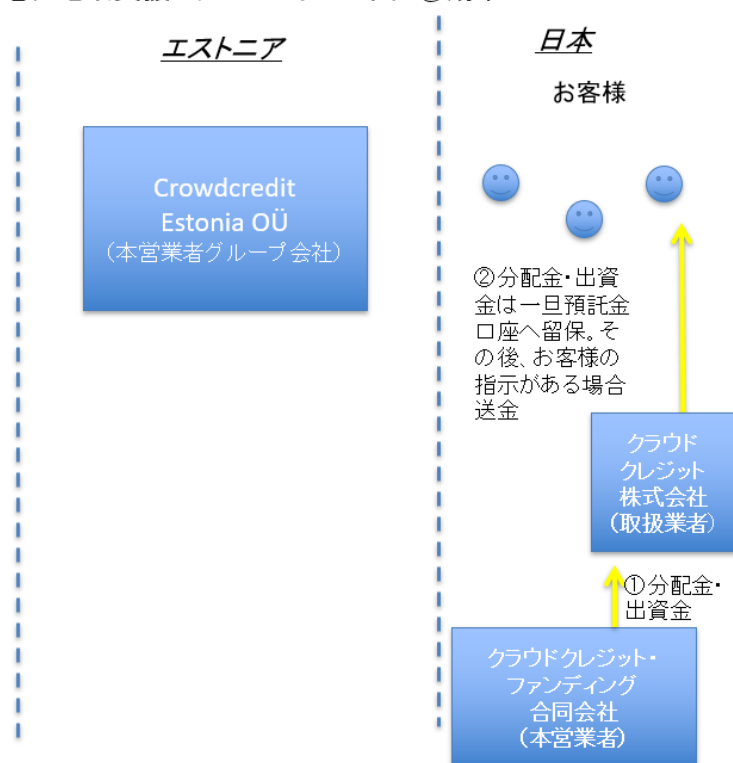 エストニア
Crowdcredit
Estonia OÜ
（本営業者グループ会社）
日本
お客様
②分配金・出資
金は一旦預託金
口座へ留保。そ
の後、お客様の
指示がある場合
送金
クラウド
クレジット
株式会社
（取扱業者）
①分配金・
出資金
クラウドクレジット・
ファンディング
合同会社
（本営業者）